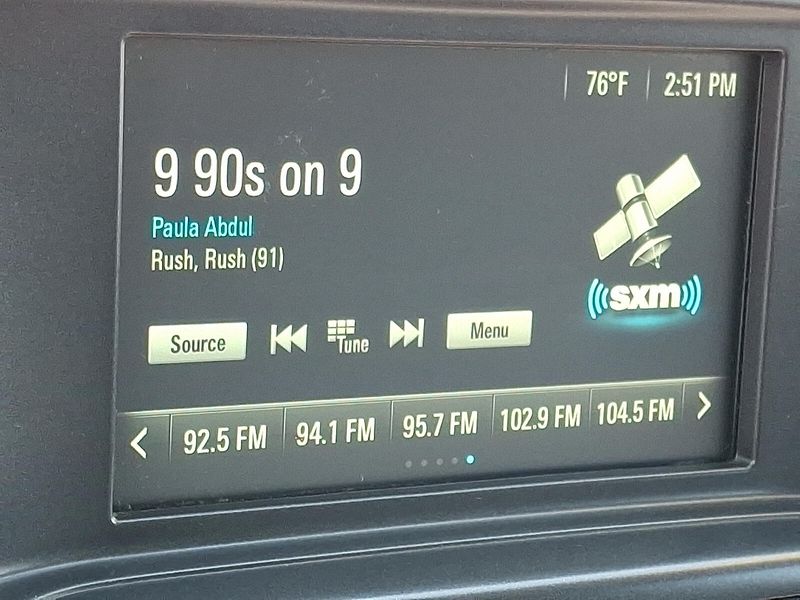 76°F 2:51 PM
9 90s on 9
Paula Abdul
Rush, Rush (91)
sxm
Source Tune Menu
92.5 FM 94.1 FM 95.7 FM 102.9 FM 104.5 FM